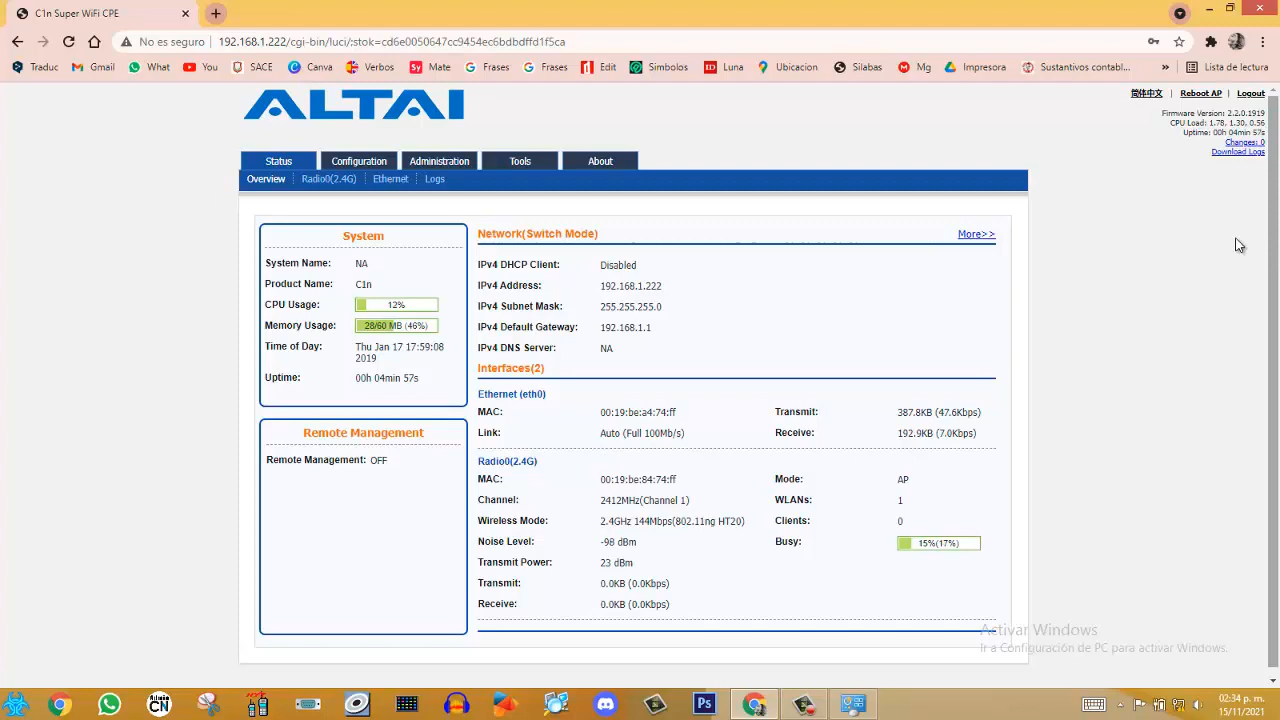 C1n Super WiFi CPE
No es seguro
192.168.1.222/cgi-bin/luci/;stok=cd6e0050647cc9454ec6bdbdffd1f5ca
Traduc Gmail What You SACE Canva Verbos Mate Frases Frases Edit Simbolos Luna Ubicacion Silabas Mg Impresora Sustantivos contabl... » Lista de lectura
ALTAI
简体中文 | Reboot AP | Logout
Firmware Version: 2.2.0.1919
CPU Load: 1.78, 1.30, 0.56
Uptime: 00h 04min 57s
Changes: 0
Download Logs
Status Configuration Administration Tools About
Overview Radio0(2.4G) Ethernet Logs
System
System Name: NA
Product Name: C1n
CPU Usage: 12%
Memory Usage: 28/60 MB (46%)
Time of Day: Thu Jan 17 17:59:08
2019
Uptime: 00h 04min 57s
Remote Management
Remote Management: OFF
Network(Switch Mode) More>>
IPv4 DHCP Client: Disabled
IPv4 Address: 192.168.1.222
IPv4 Subnet Mask: 255.255.255.0
IPv4 Default Gateway: 192.168.1.1
IPv4 DNS Server: NA
Interfaces(2)
Ethernet (eth0)
MAC: 00:19:be:a4:74:ff Transmit: 387.8KB (47.6Kbps)
Link: Auto (Full 100Mb/s) Receive: 192.9KB (7.0Kbps)
Radio0(2.4G)
MAC: 00:19:be:84:74:ff Mode: AP
Channel: 2412MHz(Channel 1) WLANs: 1
Wireless Mode: 2.4GHz 144Mbps(802.11ng HT20) Clients: 0
Noise Level: -98 dBm Busy: 15%(17%)
Transmit Power: 23 dBm
Transmit: 0.0KB (0.0Kbps)
Receive: 0.0KB (0.0Kbps)
Activar Windows
Ir a Configuración de PC para activar Windows.
CN
Ps
02:34 p. m.
15/11/2021